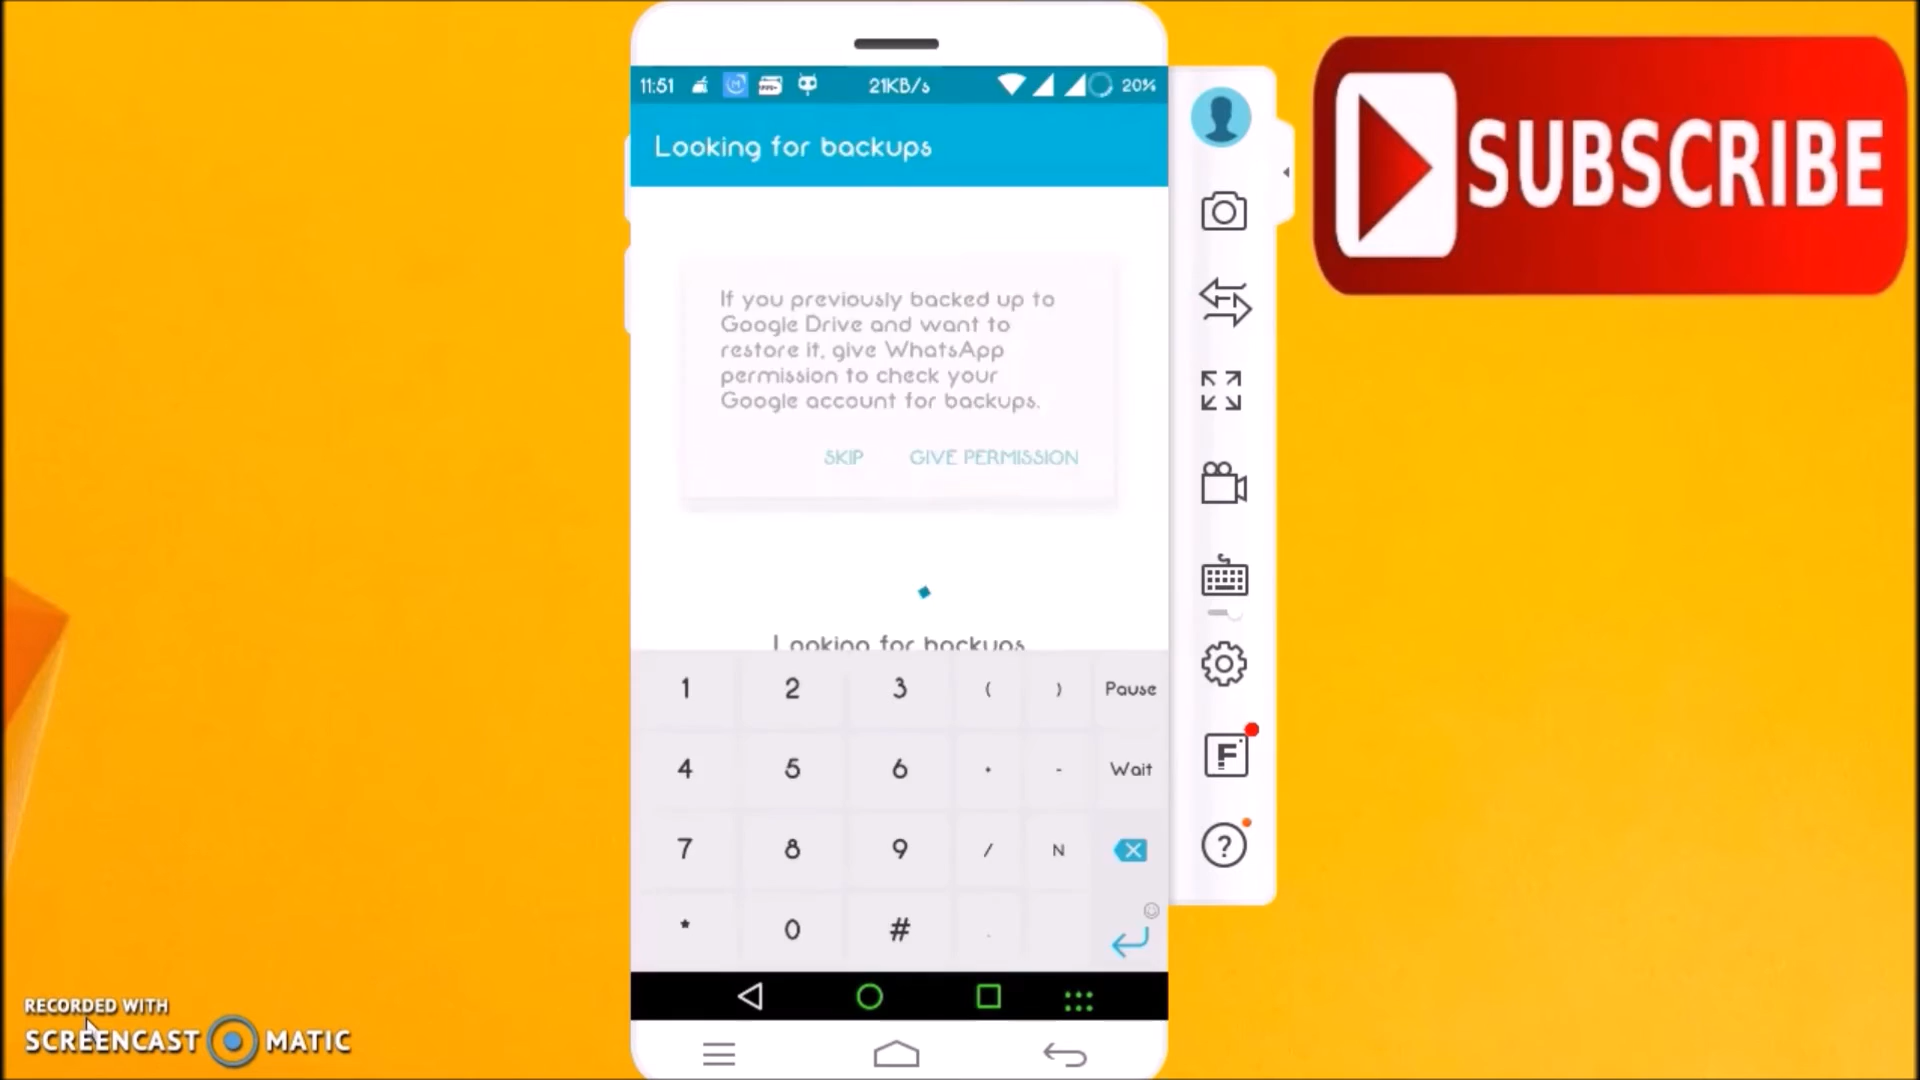 11:51 21KB/s 20%
Looking for backups
SUBSCRIBE
If you previously backed up to
Google Drive and want to
restore it, give WhatsApp
permission to check your
Google account for backups.
SKIP GIVE PERMISSION
Looking for backups
1 2 3 ( ) Pause
4 5 6 + - Wait
7 8 9 / N
* 0 # .
F
?
RECORDED WITH
SCREENCAST MATIC